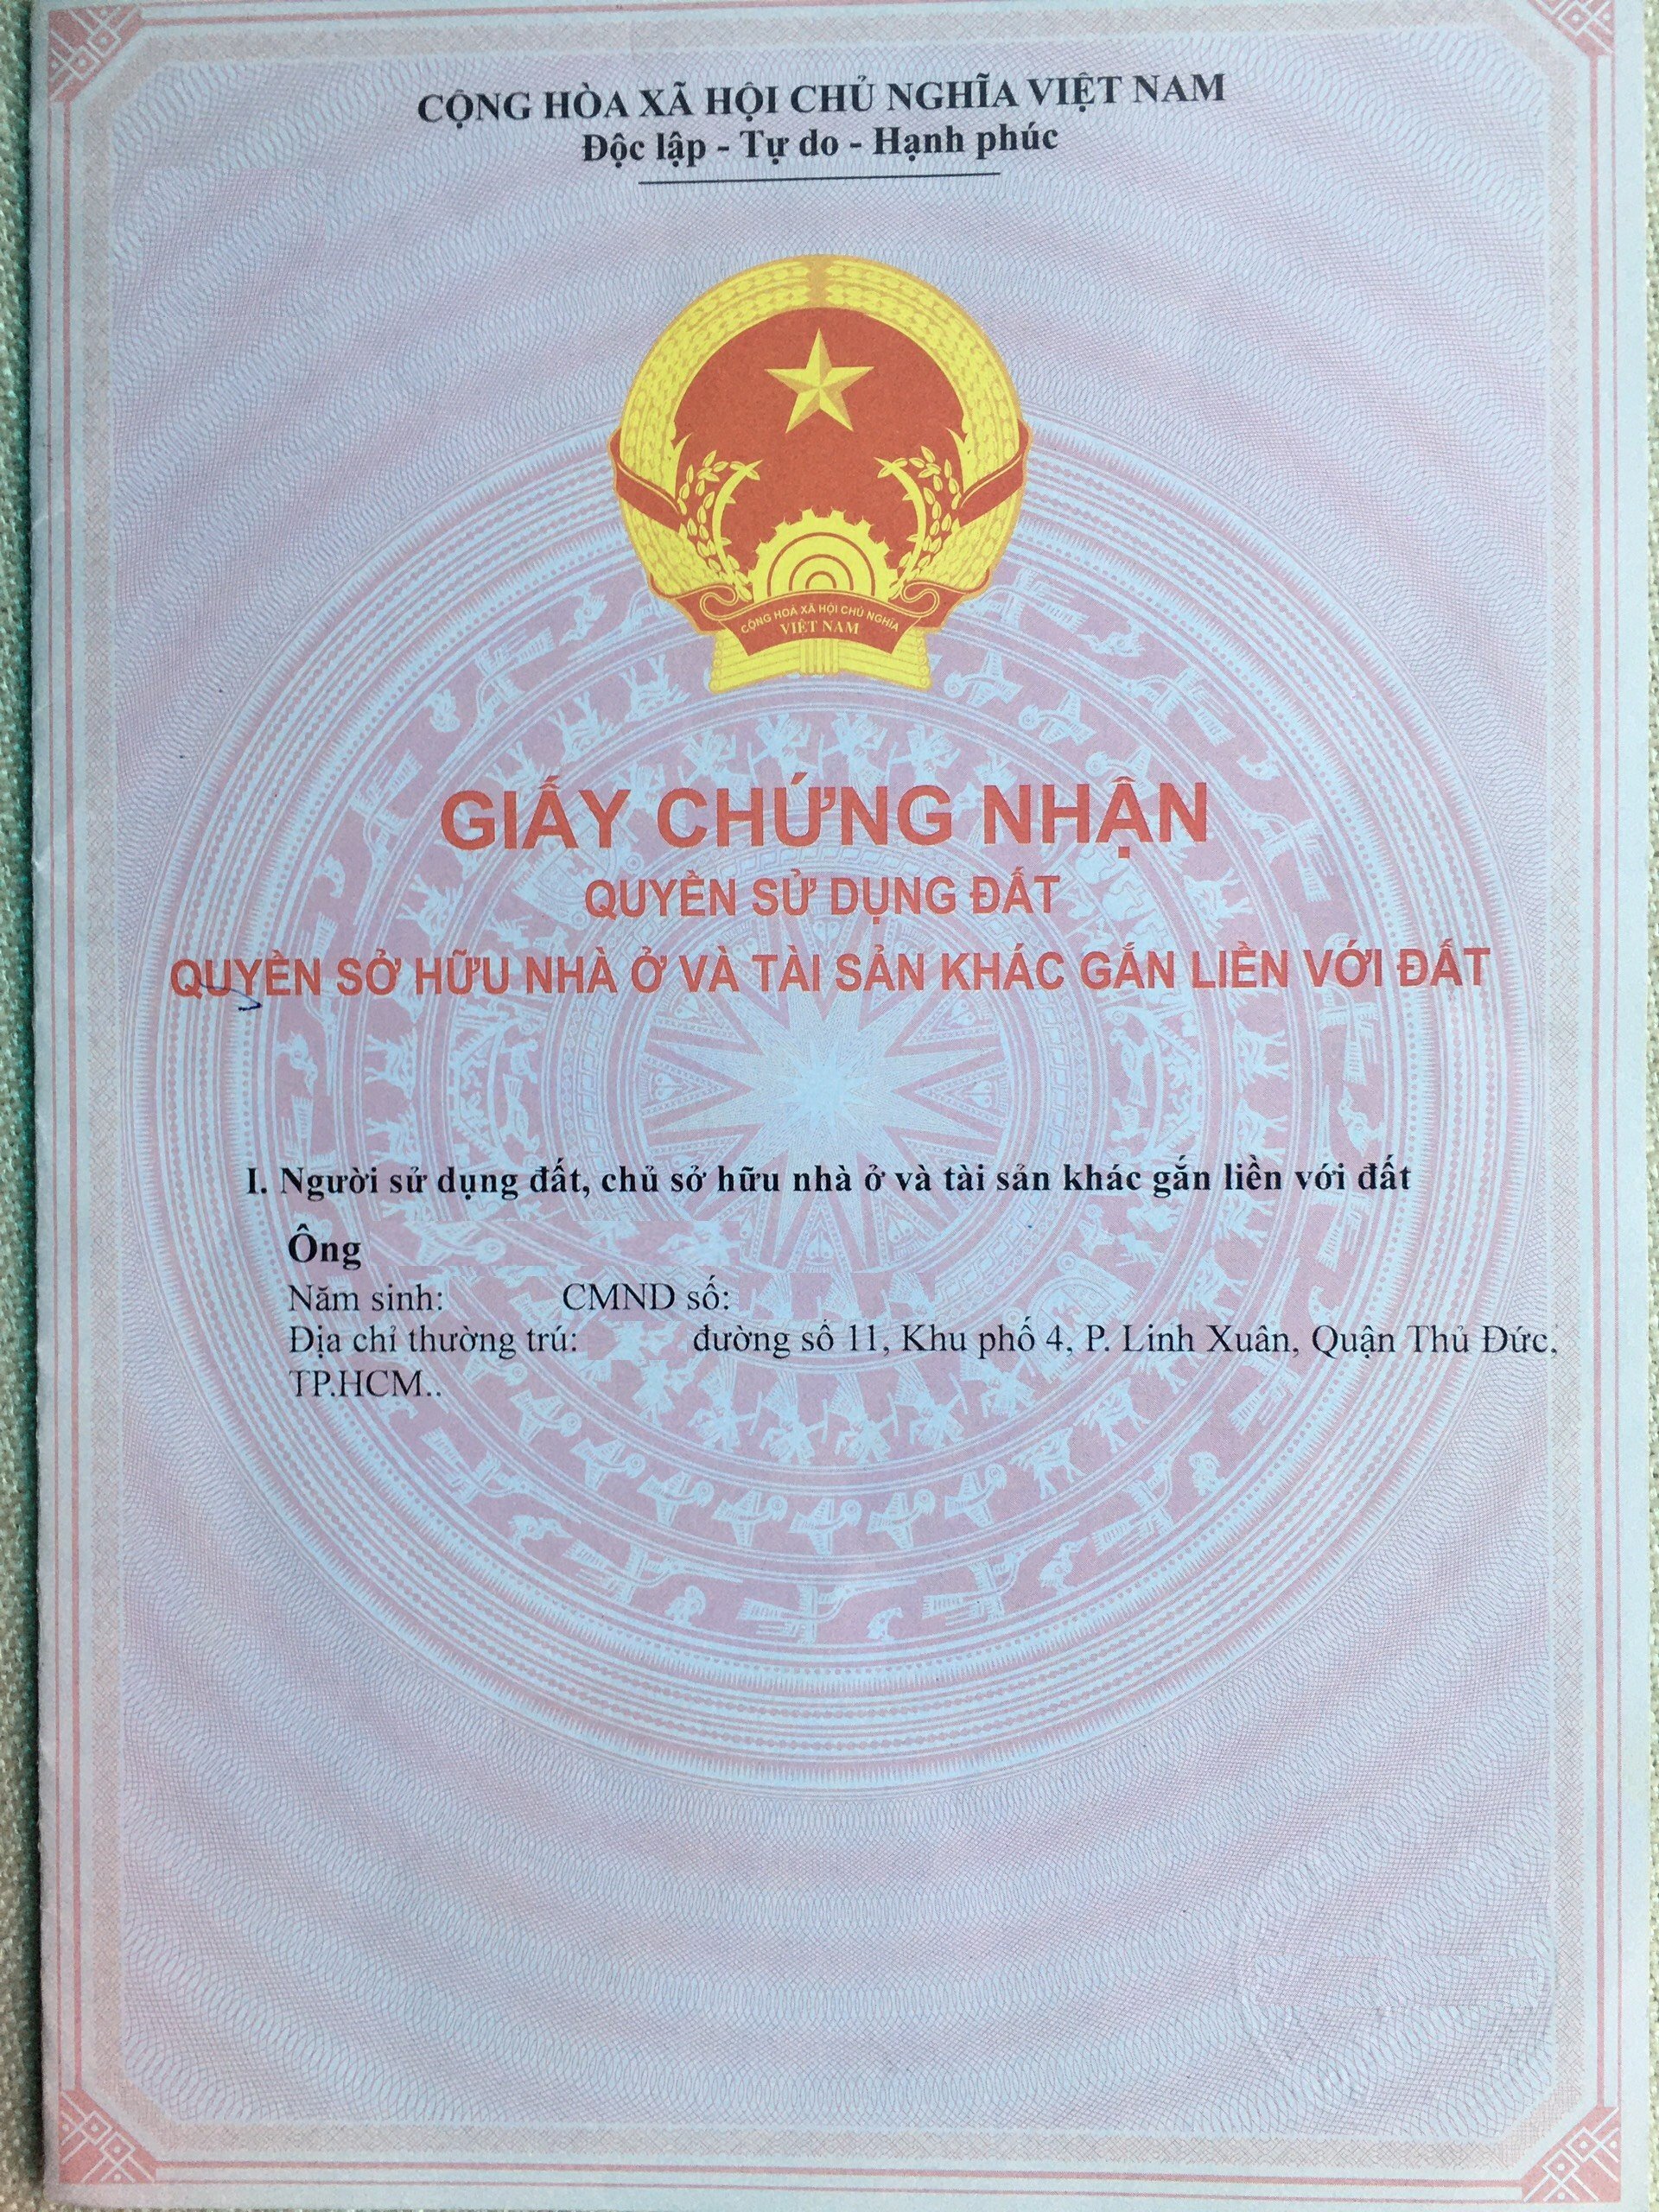 CỘNG HÒA XÃ HỘI CHỦ NGHĨA VIỆT NAM
Độc lập - Tự do - Hạnh phúc
CỘNG HOÀ XÃ HỘI CHỦ NGHĨA
VIỆT NAM
GIẤY CHỨNG NHẬN
QUYỀN SỬ DỤNG ĐẤT
QUYỀN SỞ HỮU NHÀ Ở VÀ TÀI SẢN KHÁC GẮN LIỀN VỚI ĐẤT
I. Người sử dụng đất, chủ sở hữu nhà ở và tài sản khác gắn liền với đất
Ông
Năm sinh: CMND số:
Địa chỉ thường trú: đường số 11, Khu phố 4, P. Linh Xuân, Quận Thủ Đức,
TP.HCM..